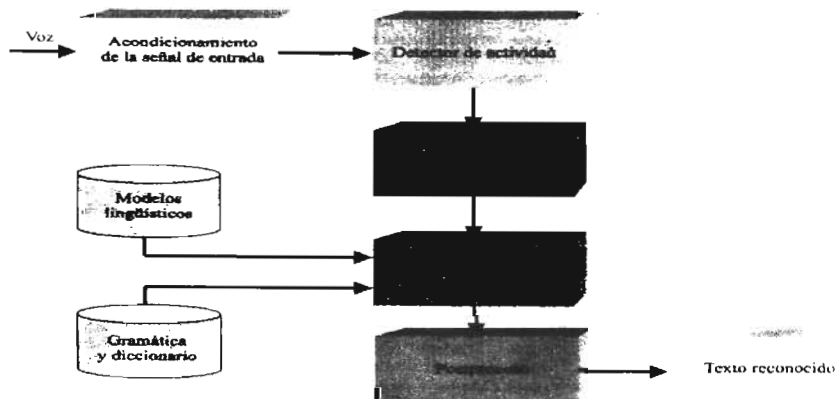 Voz
Acondicionamiento
de la señal de entrada
Detector de actividad
Modelos
lingüísticos
Gramática
y diccionario
Texto reconocido